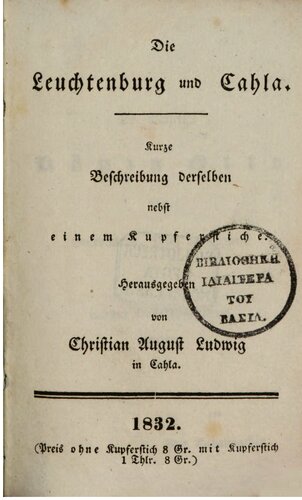 Die
Leuchtenburg und Cahla.
Kurze
Beschreibung derselben
nebst
einem Kupferstiche.
Herausgegeben
von
Christian August Ludwig
in Cahla.
ΒΙΒΛΙΟΘΗΚΗ
ΙΔΙΑΙΤΕΡΑ
ΤΟΥ
ΒΑΣΙΛ.
1832.
(Preis ohne Kupferstich 8 Gr. mit Kupferstich
1 Thlr. 8 Gr.)